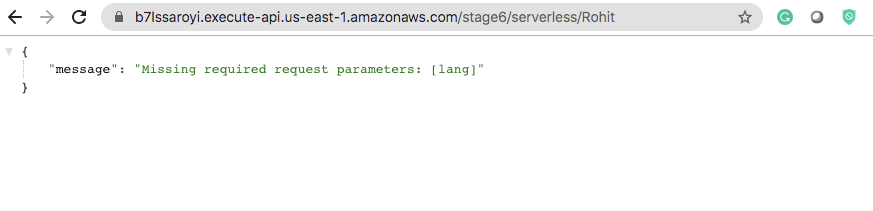 b7lssaroyi.execute-api.us-east-1.amazonaws.com/stage6/serverless/Rohit
{
"message": "Missing required request parameters: [lang]"
}